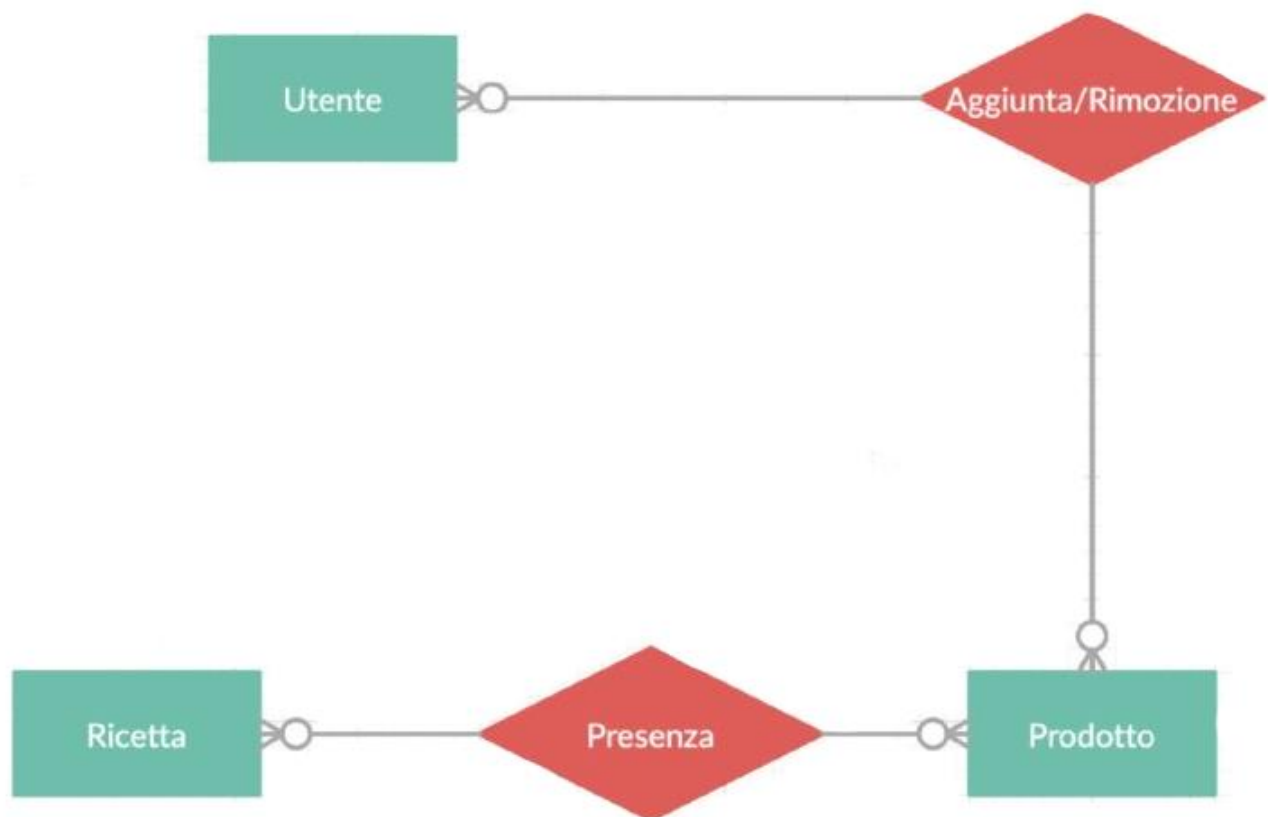 Utente
Aggiunta/Rimozione
Ricetta
Presenza
Prodotto